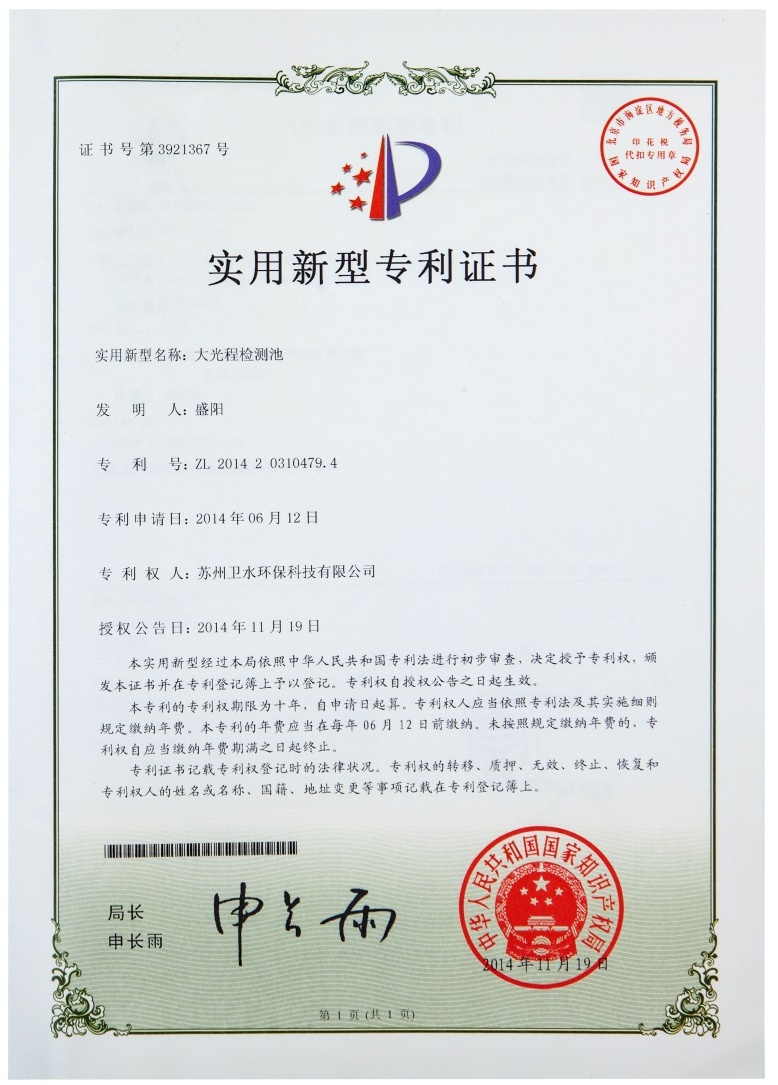 证书号第3921367号
北京市海淀区地方税务局
印花税
代扣专用章
国家知识产权局
实用新型专利证书
实用新型名称：大光程检测池
发明人：盛阳
专利号：ZL 2014 2 0310479.4
专利申请日：2014年06月12日
专利权人：苏州卫水环保科技有限公司
授权公告日：2014年11月19日
本实用新型经过本局依照中华人民共和国专利法进行初步审查，决定授予专利权，颁
发本证书并在专利登记簿上予以登记。专利权自授权公告之日起生效。
本专利的专利权期限为十年，自申请日起算。专利权人应当依照专利法及其实施细则
规定缴纳年费。本专利的年费应当在每年06月12日前缴纳。未按照规定缴纳年费的，专
利权自应当缴纳年费期满之日起终止。
专利证书记载专利权登记时的法律状况。专利权的转移、质押、无效、终止、恢复和
专利权人的姓名或名称、国籍、地址变更等事项记载在专利登记簿上。
局长
申长雨
申长雨
中华人民共和国国家知识产权局
2014年11月19日
第1页(共1页)